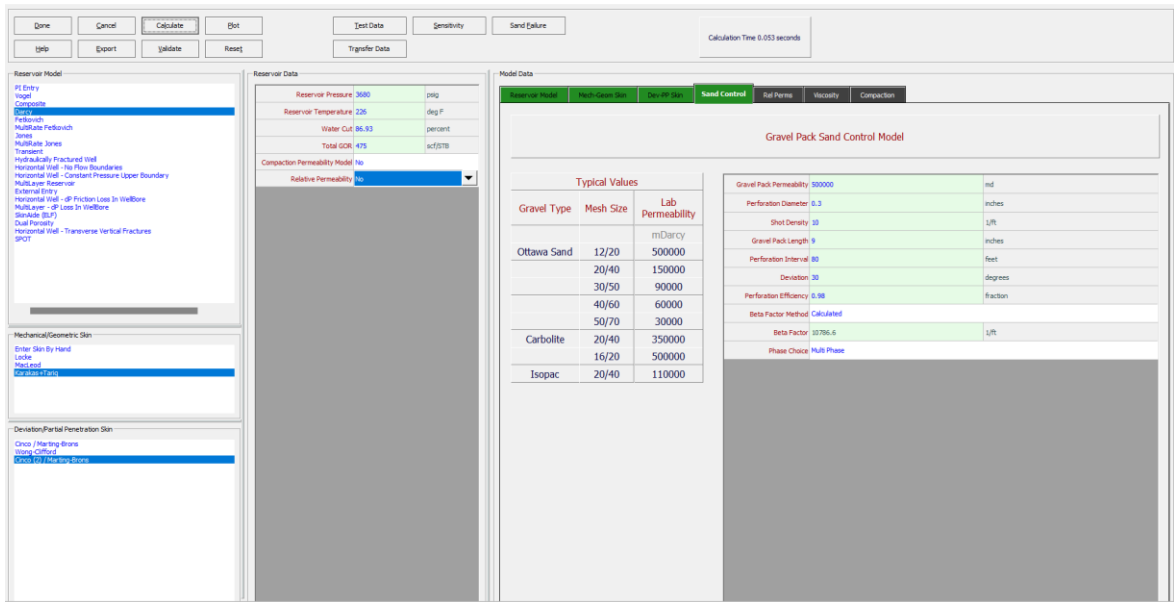 Done Cancel Calculate Plot Test Data Sensitivity Sand Failure
Calculation Time 0.053 seconds
Help Export Validate Reset Transfer Data
Reservoir Model
PI Entry
Vogel
Composite
Darcy
Fetkovich
MultiRate Fetkovich
Jones
MultiRate Jones
Transient
Hydraulically Fractured Well
Horizontal Well - No Flow Boundaries
Horizontal Well - Constant Pressure Upper Boundary
MultiLayer Reservoir
External Entry
Horizontal Well - dP Friction Loss In WellBore
MultiLayer - dP Loss In WellBore
SkinAide (ELF)
Dual Porosity
Horizontal Well - Transverse Vertical Fractures
SPOT
Mechanical/Geometric Skin
Enter Skin By Hand
Locke
MacLeod
Karakas+Tariq
Deviation/Partial Penetration Skin
Cinco / Marting-Brons
Wong-Clifford
Cinco (2) / Marting-Brons
Reservoir Data
Reservoir Pressure 3680 psig
Reservoir Temperature 226 deg F
Water Cut 86.93 percent
Total GOR 475 scf/STB
Compaction Permeability Model No
Relative Permeability No
Model Data
Reservoir Model Mech-Geom Skin Dev-PP Skin Sand Control Rel Perms Viscosity Compaction
Gravel Pack Sand Control Model
Typical Values
Gravel Type Mesh Size Lab Permeability
mDarcy
Ottawa Sand 12/20 500000
20/40 150000
30/50 90000
40/60 60000
50/70 30000
Carbolite 20/40 350000
16/20 500000
Isopac 20/40 110000
Gravel Pack Permeability 500000 md
Perforation Diameter 0.3 inches
Shot Density 10 1/ft
Gravel Pack Length 9 inches
Perforation Interval 80 feet
Deviation 30 degrees
Perforation Efficiency 0.98 fraction
Beta Factor Method Calculated
Beta Factor 10786.6 1/ft
Phase Choice Multi Phase